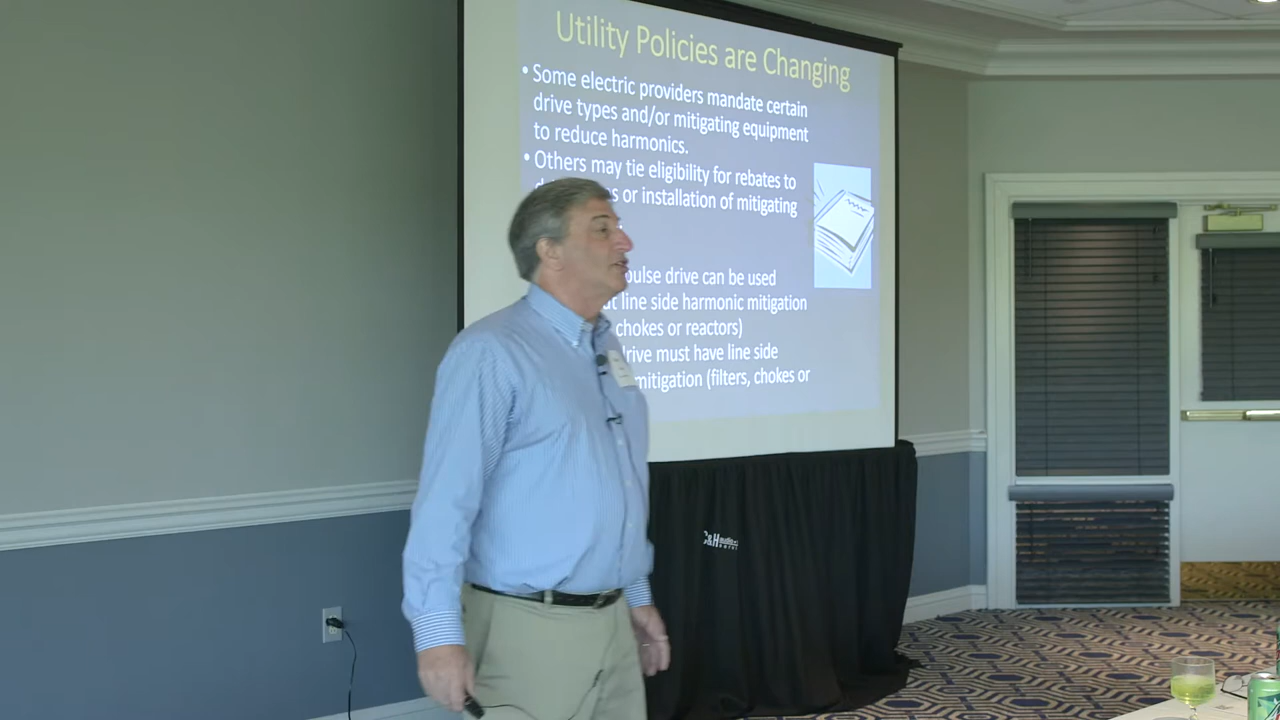 Utility Policies are Changing
• Some electric providers mandate certain
drive types and/or mitigating equipment
to reduce harmonics.
• Others may tie eligibility for rebates to
or installation of mitigating
pulse drive can be used
line side harmonic mitigation
chokes or reactors)
drive must have line side
mitigation (filters, chokes or
C&H